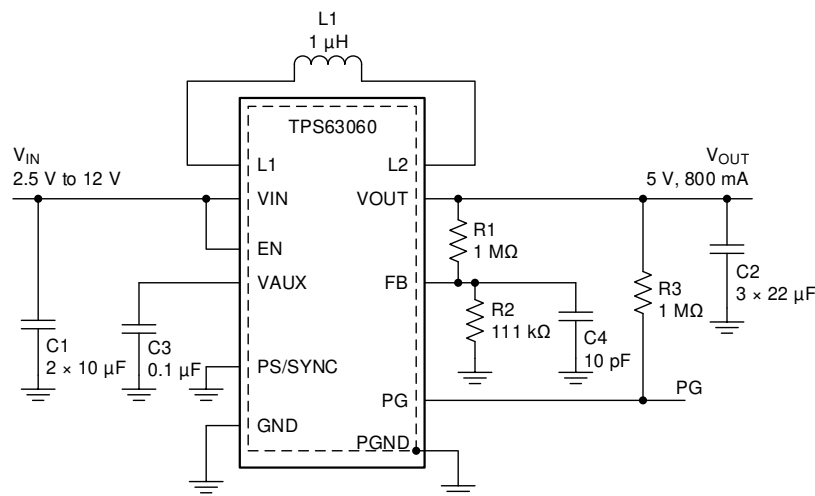 L1
1 µH
TPS63060
V_IN
2.5 V to 12 V
L1
L2
V_OUT
5 V, 800 mA
VIN
VOUT
EN
R1
1 MΩ
VAUX
FB
R2
111 kΩ
R3
1 MΩ
C2
3 × 22 µF
C1
2 × 10 µF
C3
0.1 µF
PS/SYNC
C4
10 pF
PG
PG
GND
PGND